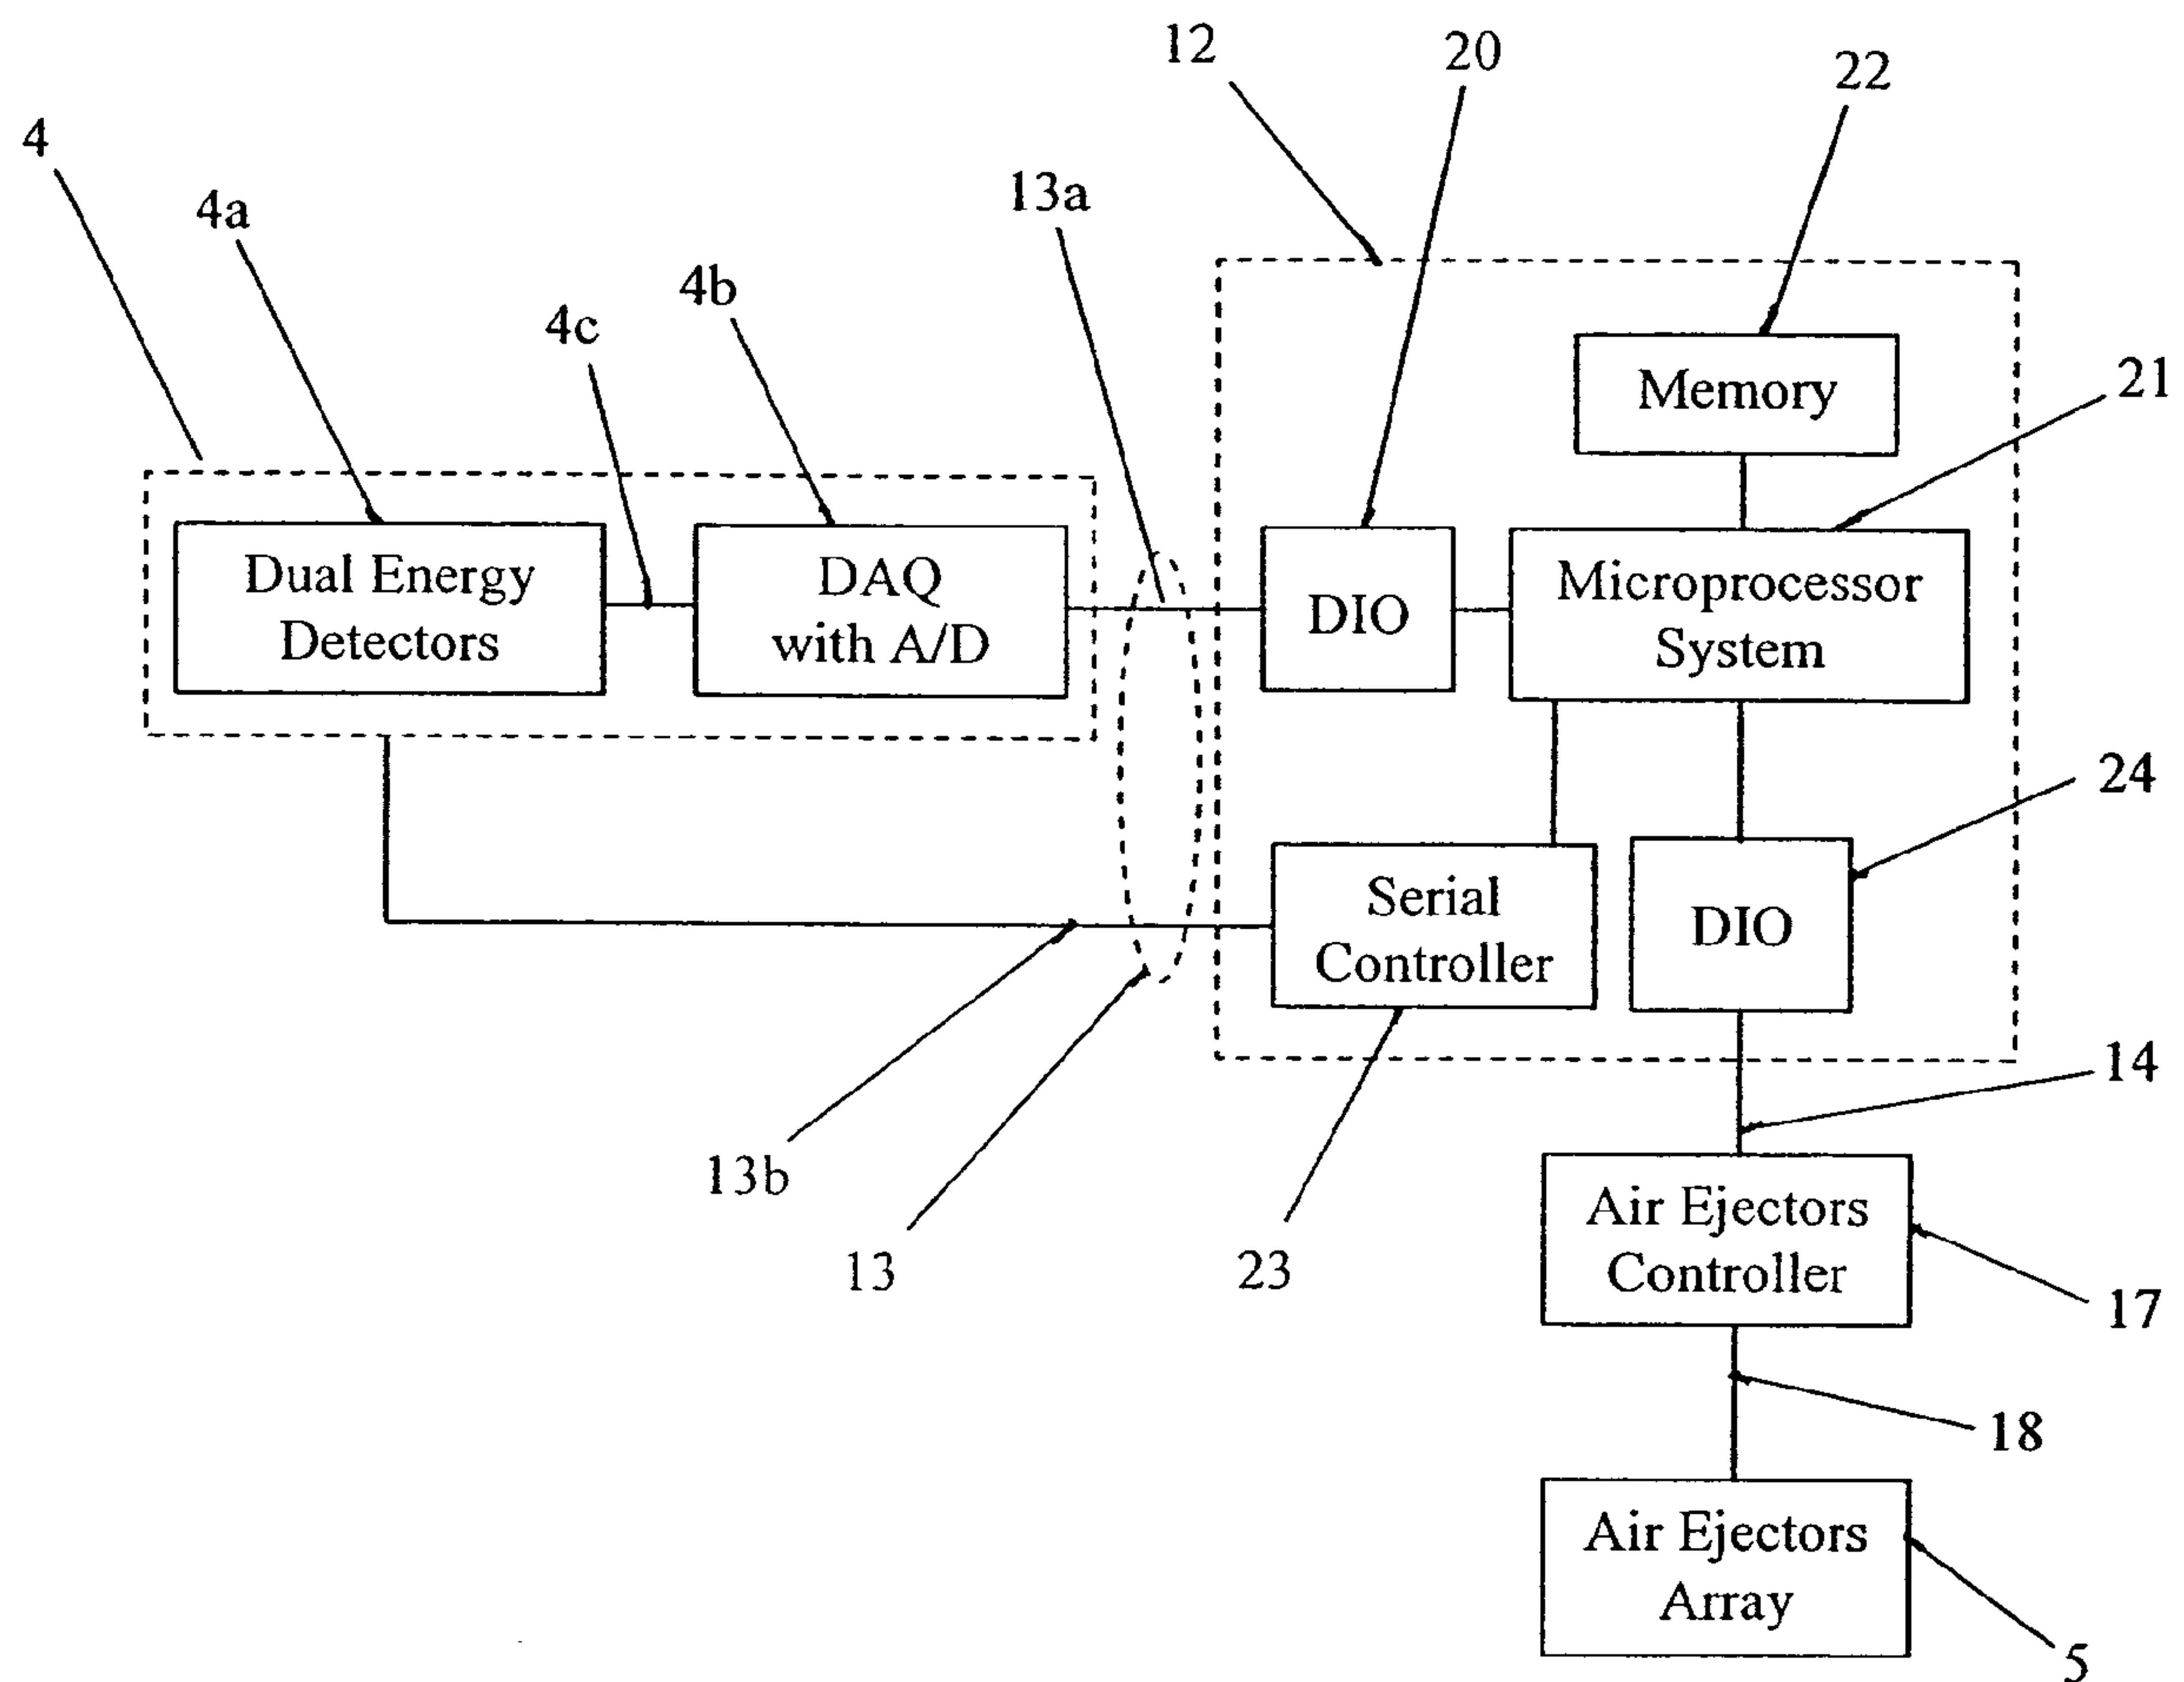 12
20
22
4
4a
13a
4b
4c
Memory
21
Dual Energy
Detectors
DAQ
with A/D
DIO
Microprocessor
System
24
Serial
Controller
DIO
14
13b
13
23
Air Ejectors
Controller
17
18
Air Ejectors
Array
5